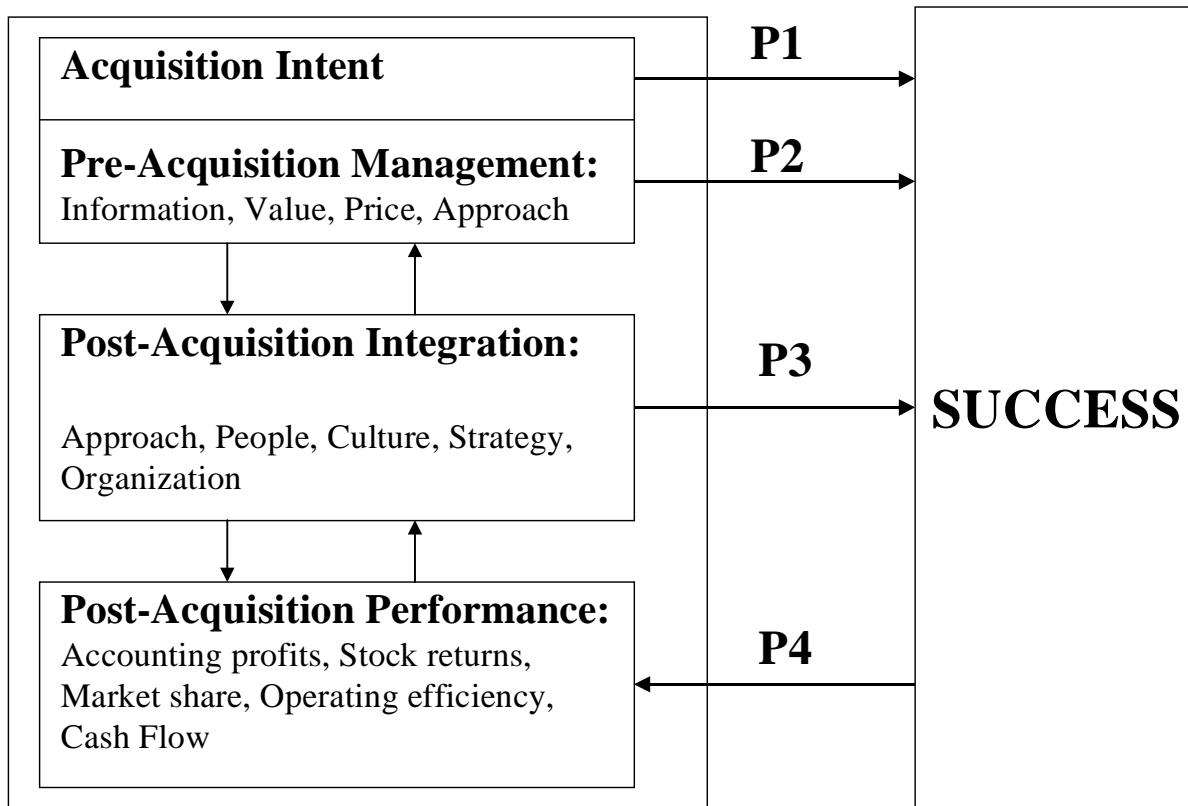 Acquisition Intent
P1
Pre-Acquisition Management:
Information, Value, Price, Approach
P2
Post-Acquisition Integration:
Approach, People, Culture, Strategy,
Organization
P3
SUCCESS
Post-Acquisition Performance:
Accounting profits, Stock returns,
Market share, Operating efficiency,
Cash Flow
P4